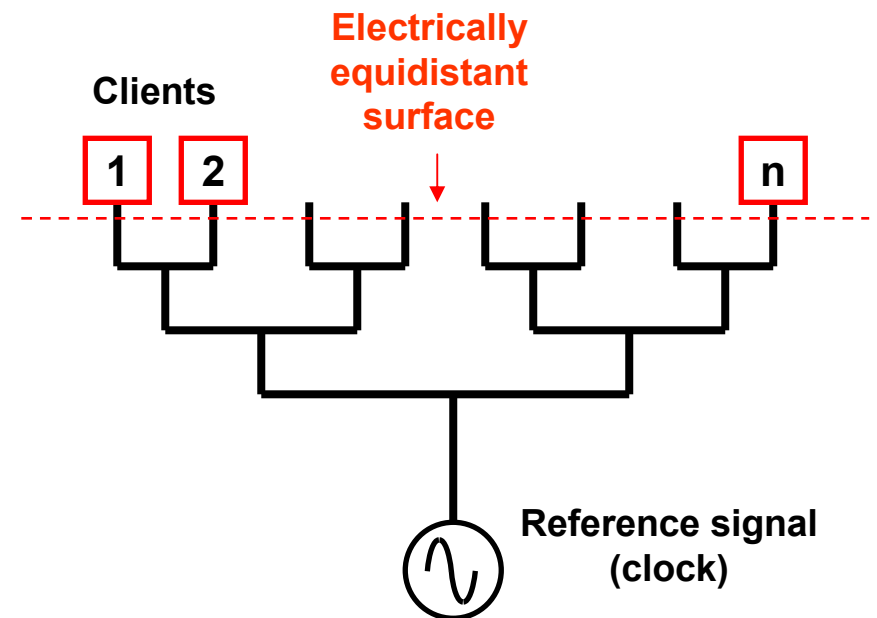 Electrically
equidistant
surface
Clients
1 2 n
Reference signal
(clock)